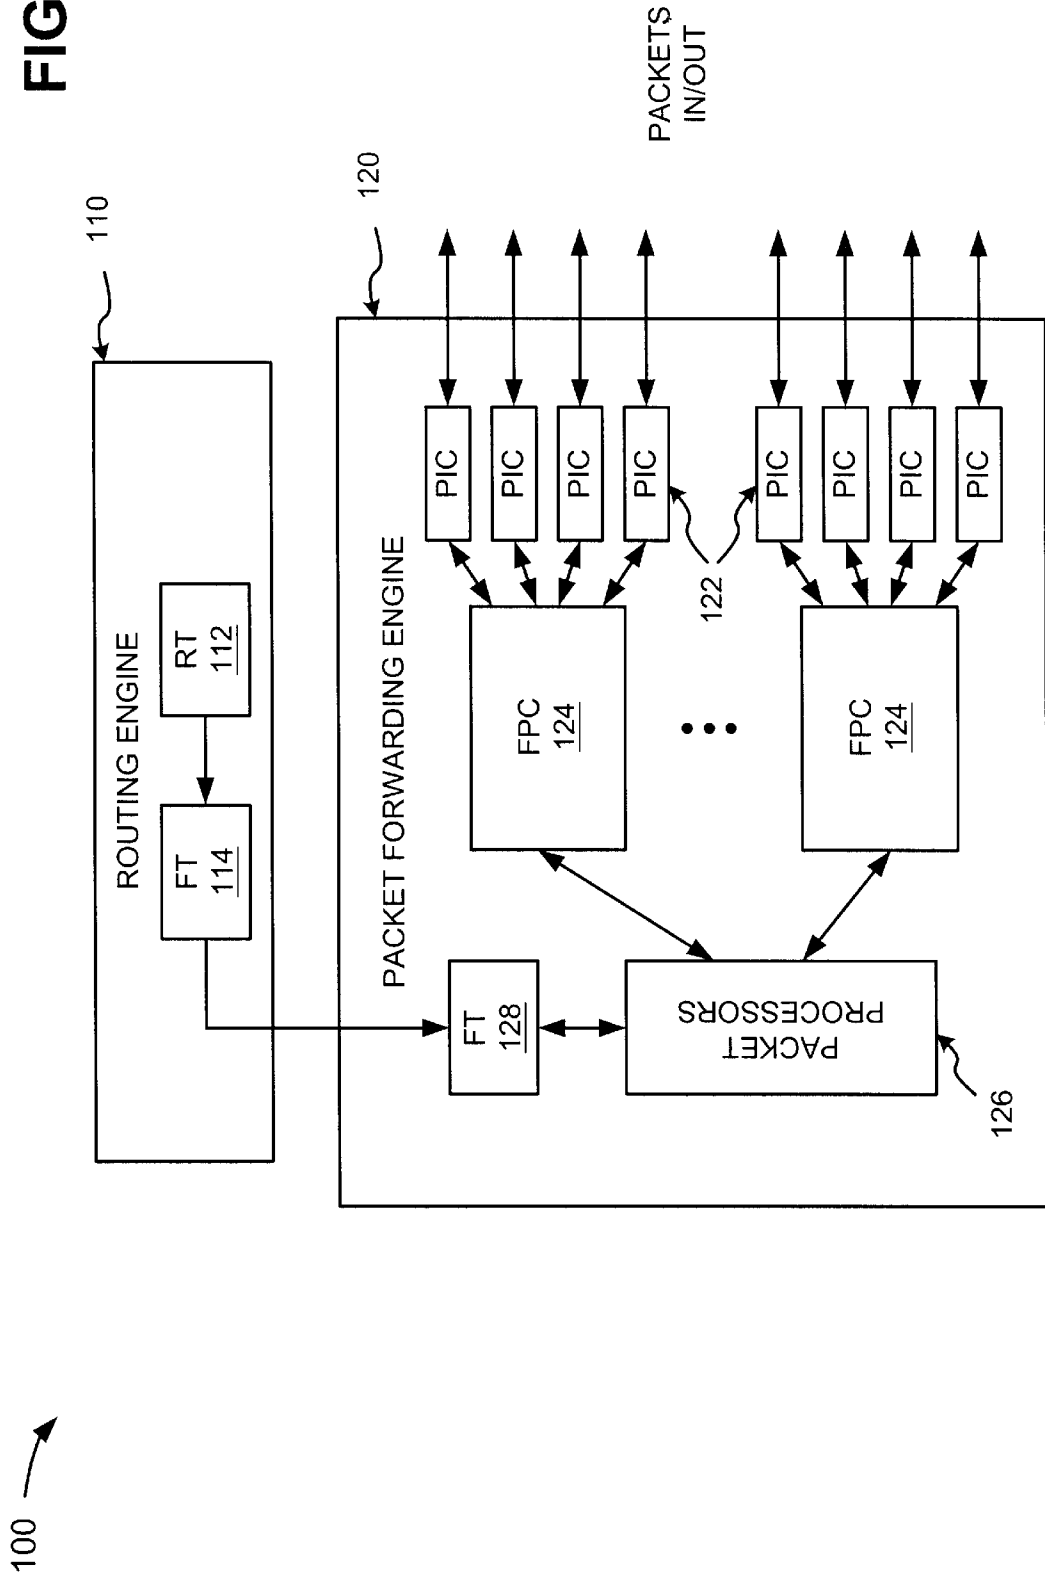 FIG
100
110
ROUTING ENGINE
FT
114
RT
112
120
PACKET FORWARDING ENGINE
FT
128
PACKET
PROCESSORS
126
FPC
124
FPC
124
PIC
PIC
PIC
PIC
122
PIC
PIC
PIC
PIC
PACKETS
IN/OUT